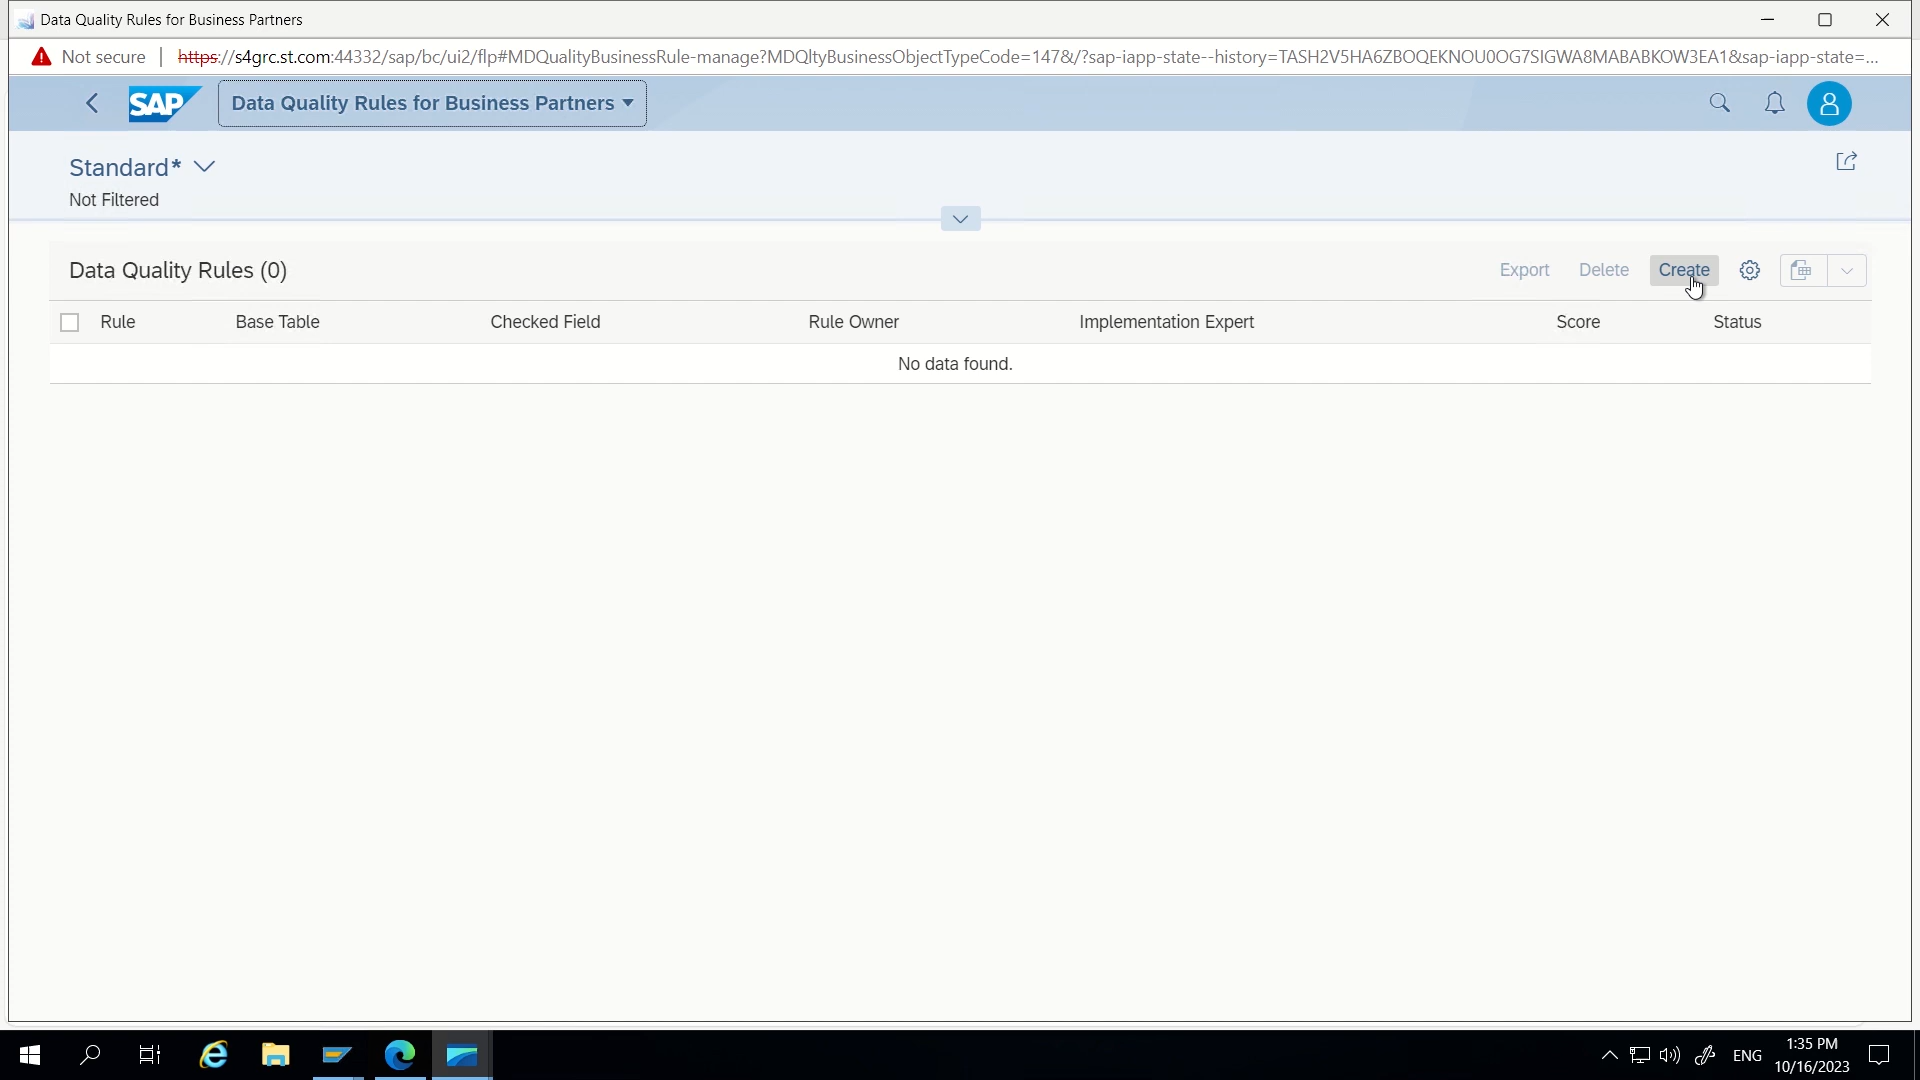 Data Quality Rules for Business Partners
Not secure | https://s4grc.st.com:44332/sap/bc/ui2/flp#MDQualityBusinessRule-manage?MDQltyBusinessObjectTypeCode=147&/?sap-iapp-state--history=TASH2V5HA6ZBOQEKNOU0OG7SIGWA8MABABKOW3EA1&sap-iapp-state=...
SAP Data Quality Rules for Business Partners
Standard*
Not Filtered
Data Quality Rules (0) Export Delete Create
Rule Base Table Checked Field Rule Owner Implementation Expert Score Status
No data found.
ENG 1:35 PM
10/16/2023